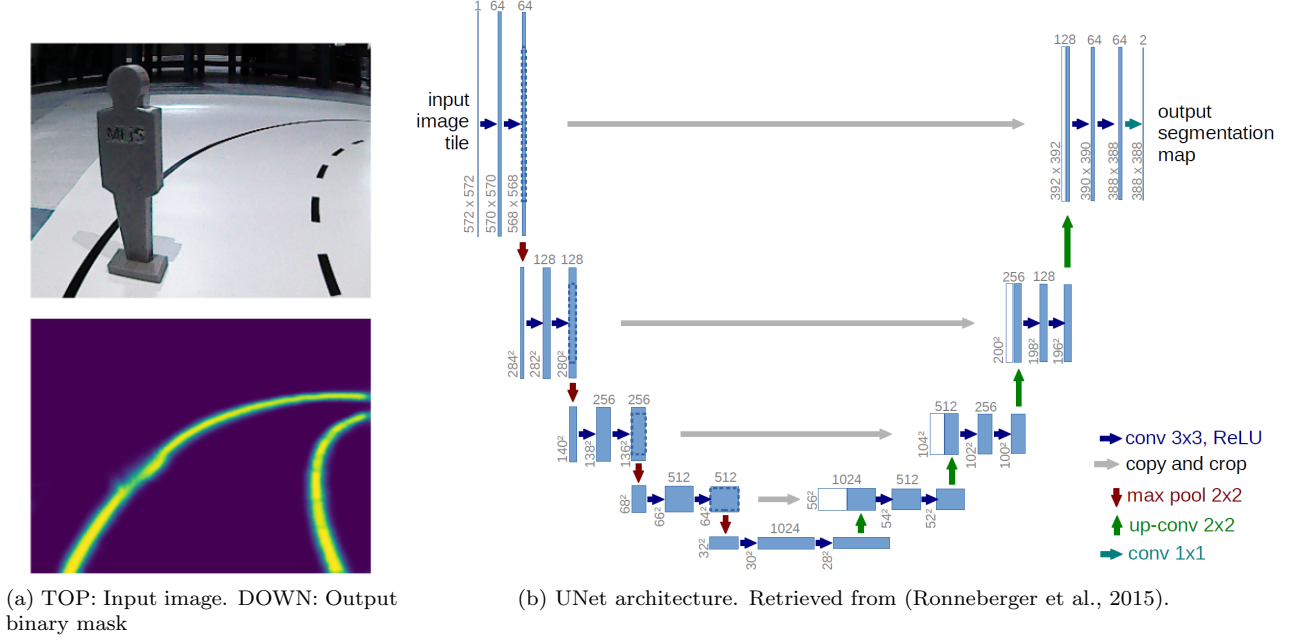 MLiS
input
image
tile
1 64 64
572 x 572
570 x 570
568 x 568
128 128
284²
282²
280²
256 256
140²
138²
136²
512 512
68²
66²
64²
1024
32²
30²
28²
1024 512
56²
54²
52²
512 256
104²
102²
100²
256 128
200²
198²
196²
128 64 64 2
392 x 392
390 x 390
388 x 388
388 x 388
output
segmentation
map
conv 3x3, ReLU
copy and crop
max pool 2x2
up-conv 2x2
conv 1x1
(a) TOP: Input image. DOWN: Output
binary mask
(b) UNet architecture. Retrieved from (Ronneberger et al., 2015).